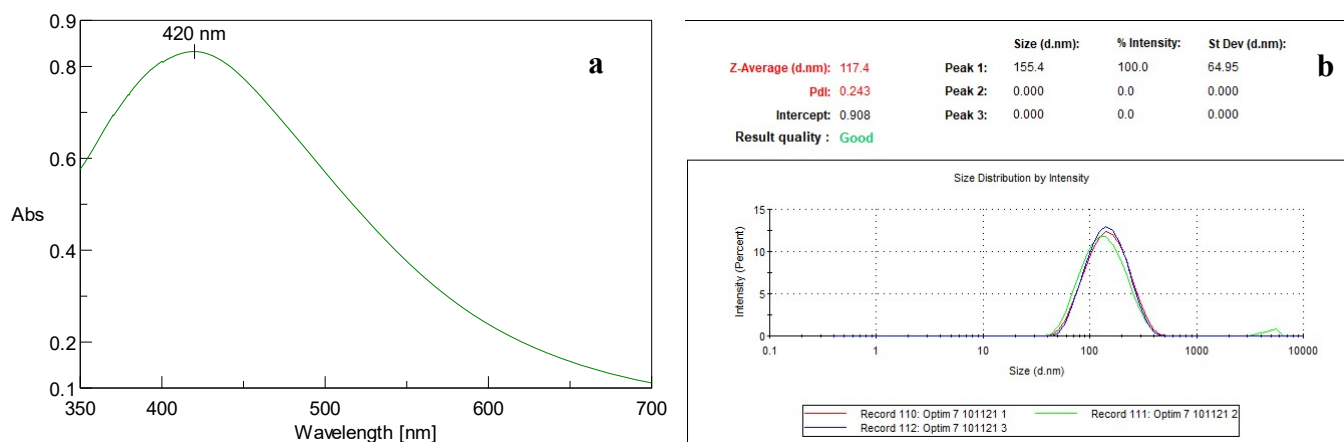 420 nm
a
0.9
0.8
0.6
Abs
0.4
0.2
0.1
350
400
500
600
700
Wavelength [nm]
b
Size (d.nm): % Intensity: St Dev (d.nm):
Z-Average (d.nm): 117.4 Peak 1: 155.4 100.0 64.95
PdI: 0.243 Peak 2: 0.000 0.0 0.000
Intercept: 0.908 Peak 3: 0.000 0.0 0.000
Result quality : Good
Size Distribution by Intensity
15
10
5
0
Intensity (Percent)
0.1 1 10 100 1000 10000
Size (d.nm)
Record 110: Optim 7 101121 1 Record 111: Optim 7 101121 2
Record 112: Optim 7 101121 3